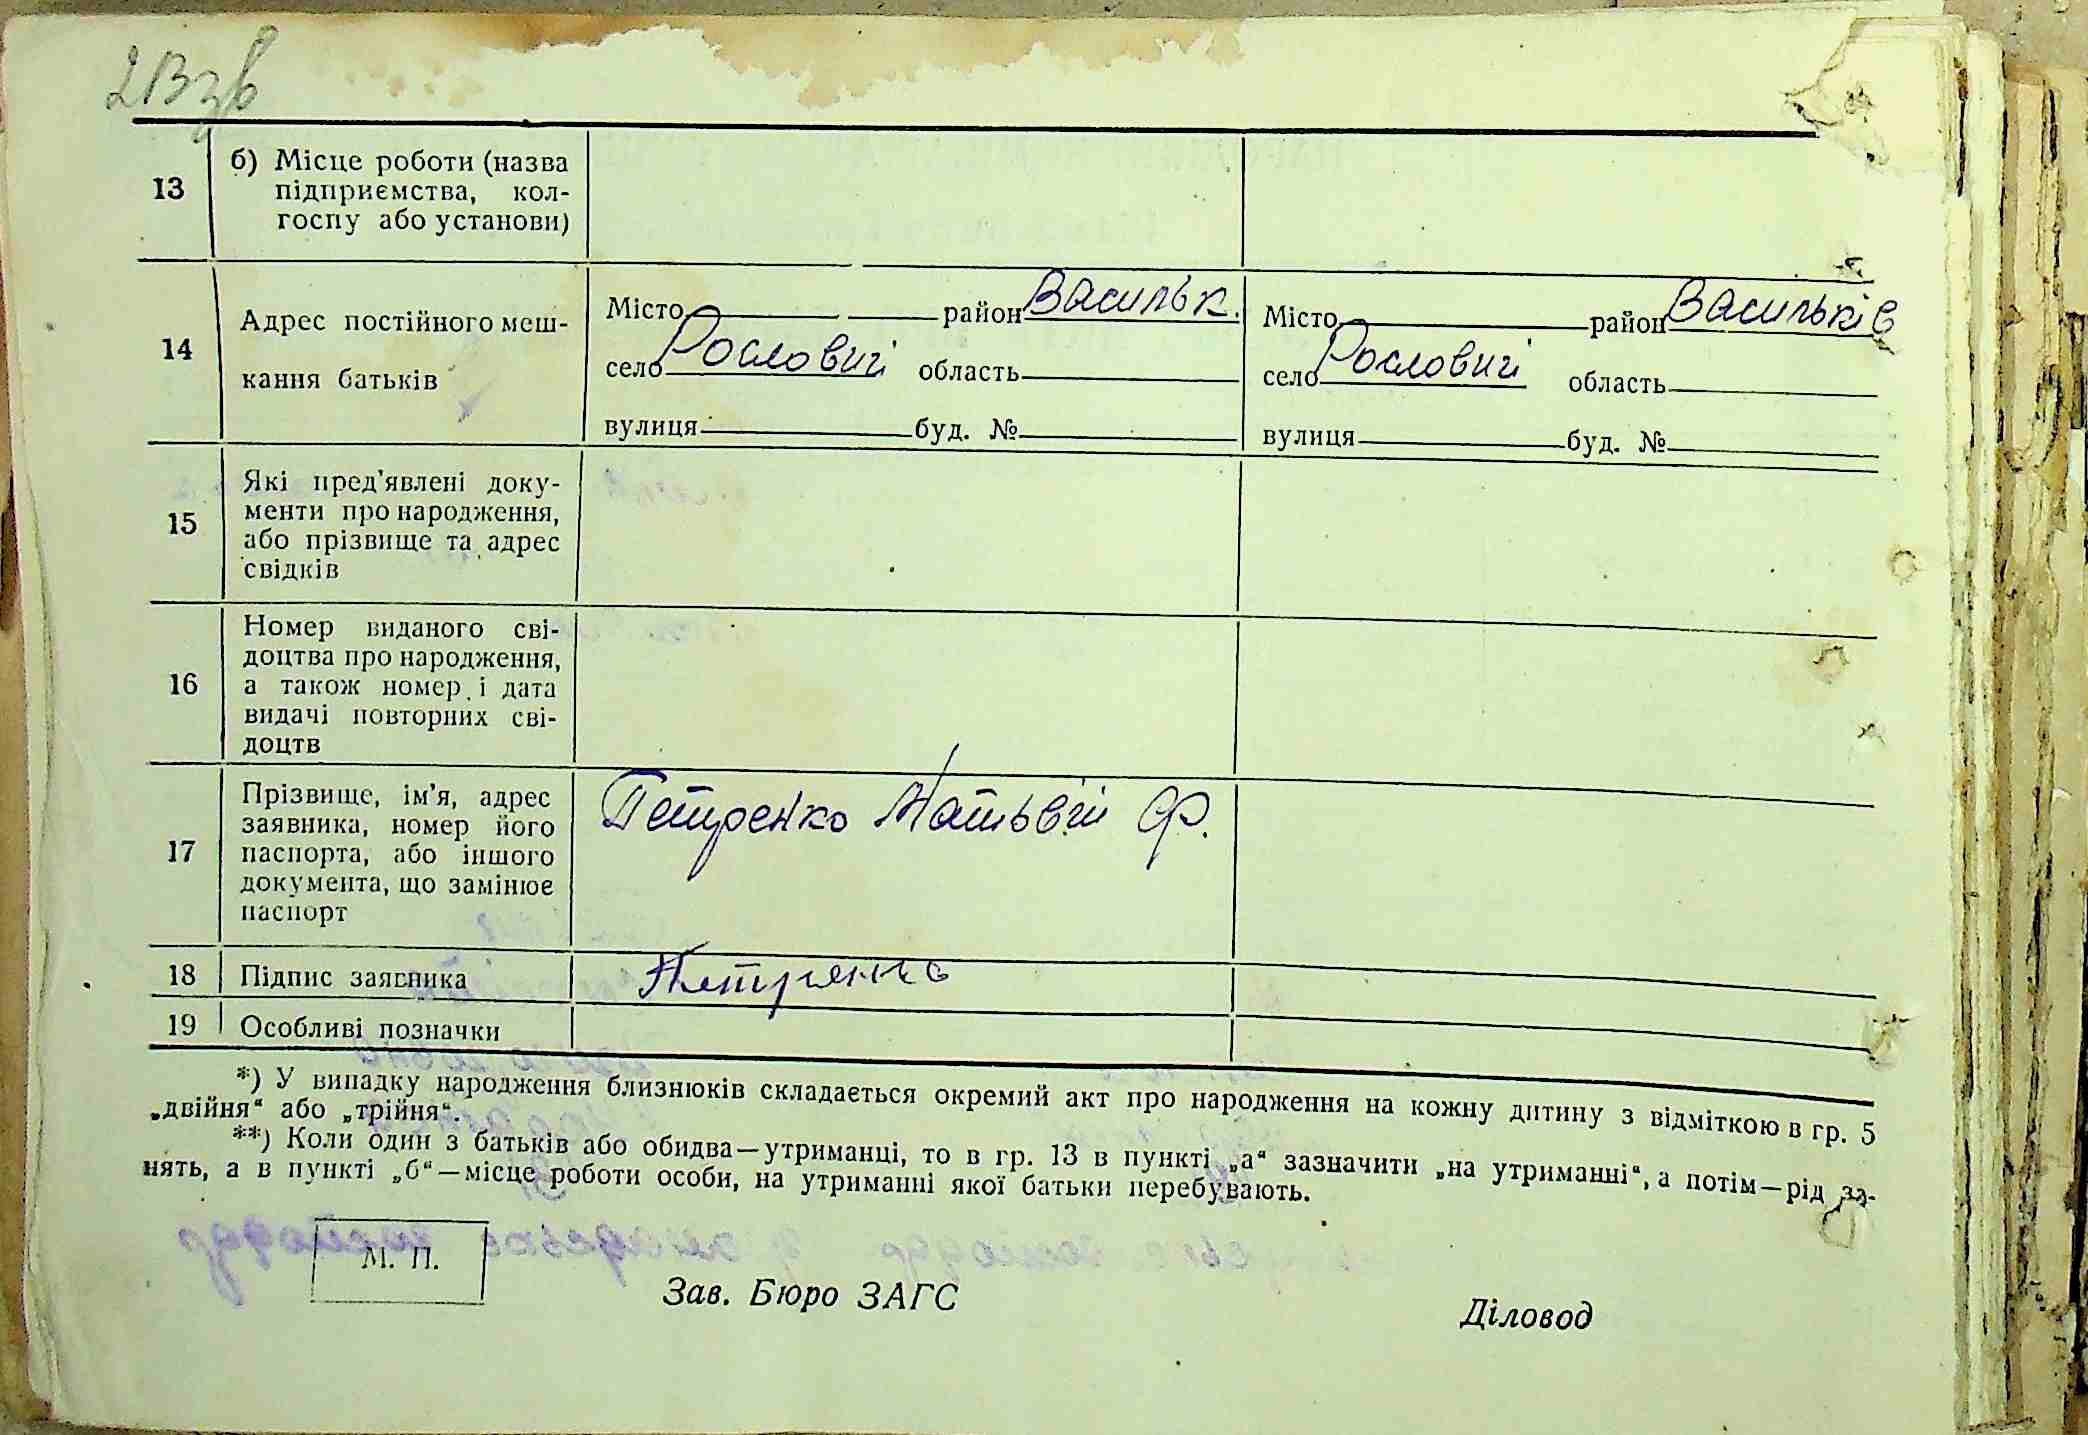 213зв
13
б) Місце роботи (назва
підприємства, кол-
госпу або установи)
14
Адрес постійного меш-
кання батьків
Місто район Васильк.
село Рословичі область
вулиця буд. №
Місто район Васильків
село Рословичі область
вулиця буд. №
15
Які пред'явлені доку-
менти про народження,
або прізвище та адрес
свідків
16
Номер виданого сві-
доцтва про народження,
а також номер і дата
видачі повторних сві-
доцтв
17
Прізвище, ім'я, адрес
заявника, номер його
паспорта, або іншого
документа, що замінює
паспорт
Петренко Матьвій Ф.
18 Підпис заявника Петренко
19 Особливі позначки
*) У випадку народження близнюків складається окремий акт про народження на кожну дитину з відміткою в гр. 5
„двійня“ або „трійня“.
**) Коли один з батьків або обидва—утриманці, то в гр. 13 в пункті „а“ зазначити „на утриманні“, а потім—рід за-
нять, а в пункті „б“—місце роботи особи, на утриманні якої батьки перебувають.
М. П.
Зав. Бюро ЗАГС
Діловод